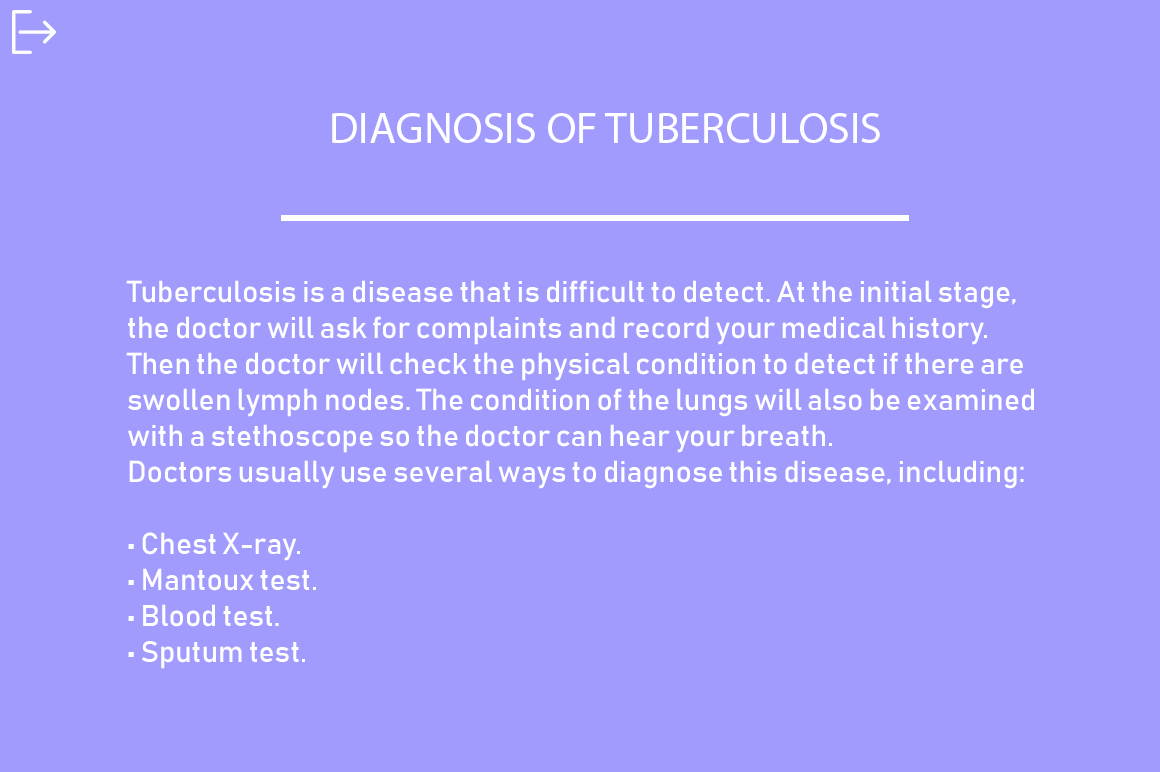 DIAGNOSIS OF TUBERCULOSIS
Tuberculosis is a disease that is difficult to detect. At the initial stage,
the doctor will ask for complaints and record your medical history.
Then the doctor will check the physical condition to detect if there are
swollen lymph nodes. The condition of the lungs will also be examined
with a stethoscope so the doctor can hear your breath.
Doctors usually use several ways to diagnose this disease, including:
▪ Chest X-ray.
▪ Mantoux test.
▪ Blood test.
▪ Sputum test.